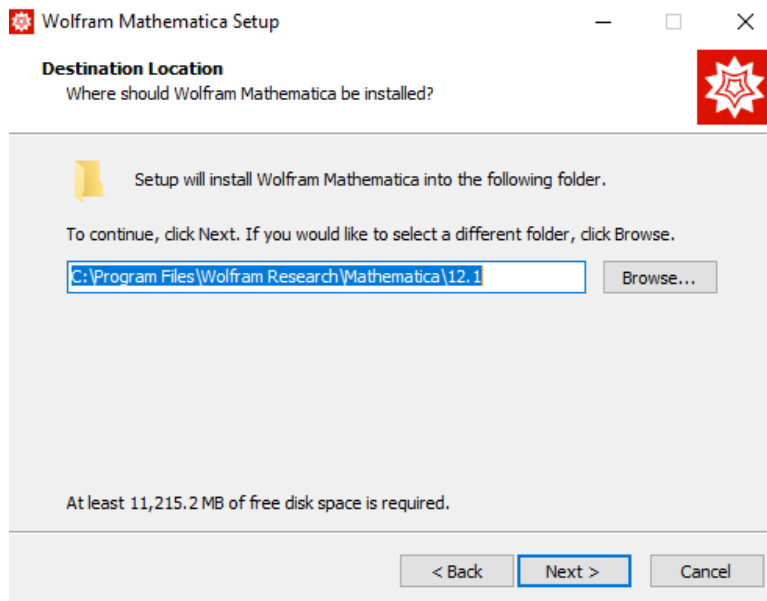 Wolfram Mathematica Setup
Destination Location
Where should Wolfram Mathematica be installed?
Setup will install Wolfram Mathematica into the following folder.
To continue, click Next. If you would like to select a different folder, click Browse.
C:\Program Files\Wolfram Research\Mathematica\12.1
Browse...
At least 11,215.2 MB of free disk space is required.
< Back
Next >
Cancel